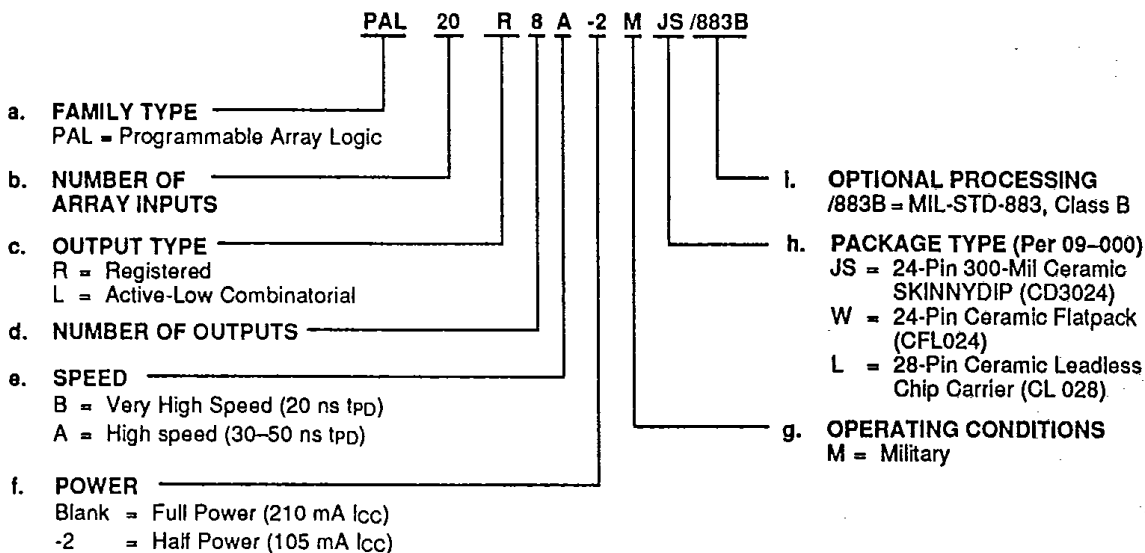 PAL 20 R 8 A -2 M JS /883B
a. FAMILY TYPE
PAL = Programmable Array Logic
b. NUMBER OF
ARRAY INPUTS
c. OUTPUT TYPE
R = Registered
L = Active-Low Combinatorial
d. NUMBER OF OUTPUTS
e. SPEED
B = Very High Speed (20 ns tPD)
A = High speed (30–50 ns tPD)
f. POWER
Blank = Full Power (210 mA ICC)
-2 = Half Power (105 mA ICC)
i. OPTIONAL PROCESSING
/883B = MIL-STD-883, Class B
h. PACKAGE TYPE (Per 09–000)
JS = 24-Pin 300-Mil Ceramic
SKINNYDIP (CD3024)
W = 24-Pin Ceramic Flatpack
(CFL024)
L = 28-Pin Ceramic Leadless
Chip Carrier (CL 028)
g. OPERATING CONDITIONS
M = Military